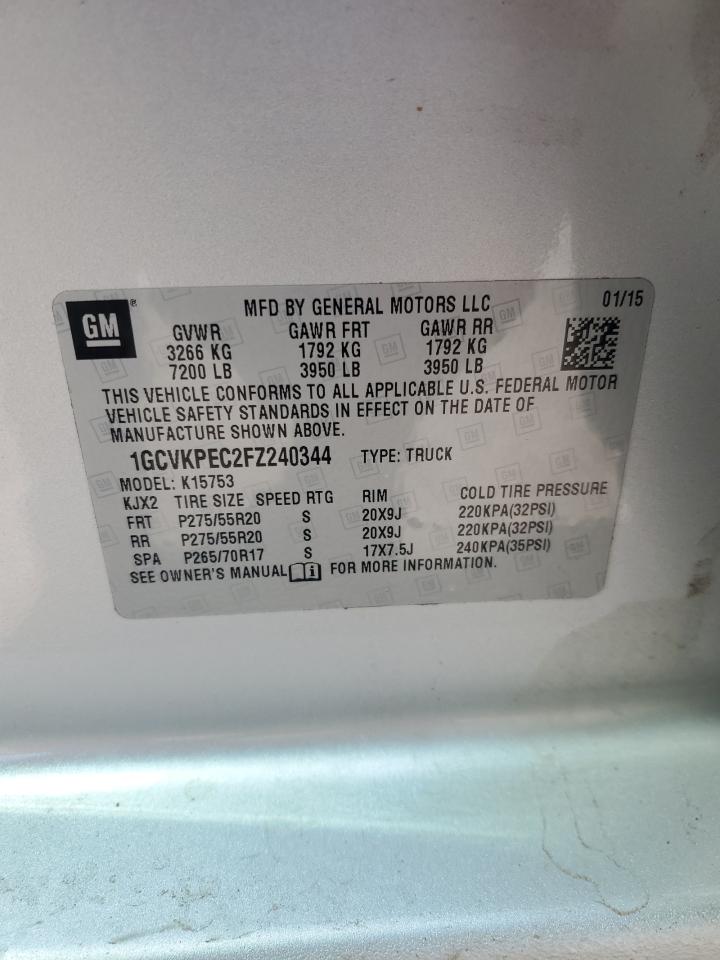 GM ® MFD BY GENERAL MOTORS LLC 01/15
GVWR GAWR FRT GAWR RR
3266 KG 1792 KG 1792 KG
7200 LB 3950 LB 3950 LB
THIS VEHICLE CONFORMS TO ALL APPLICABLE U.S. FEDERAL MOTOR
VEHICLE SAFETY STANDARDS IN EFFECT ON THE DATE OF
MANUFACTURE SHOWN ABOVE.
1GCVKPEC2FZ240344 TYPE: TRUCK
MODEL: K15753
KJX2 TIRE SIZE SPEED RTG RIM COLD TIRE PRESSURE
FRT P275/55R20 S 20X9J 220KPA(32PSI)
RR P275/55R20 S 20X9J 220KPA(32PSI)
SPA P265/70R17 S 17X7.5J 240KPA(35PSI)
SEE OWNER'S MANUAL i FOR MORE INFORMATION.